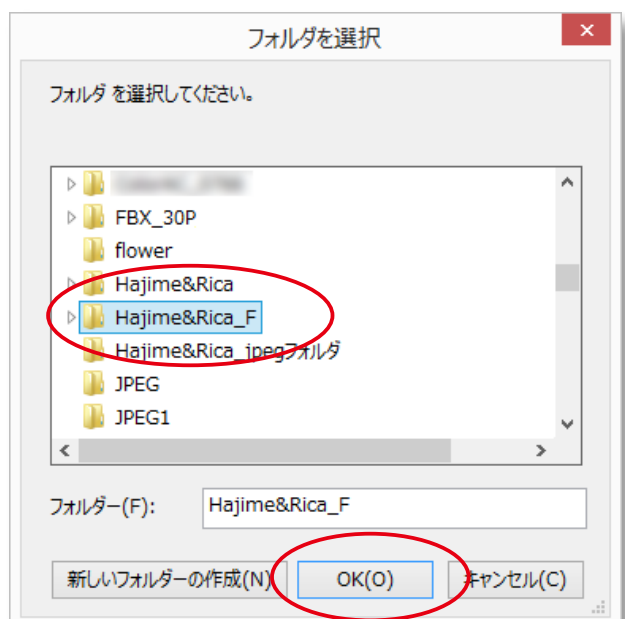 フォルダを選択
フォルダ を選択してください。
FBX_30P
flower
Hajime&Rica
Hajime&Rica_F
Hajime&Rica_jpegフォルダ
JPEG
JPEG1
フォルダー(F): Hajime&Rica_F
新しいフォルダーの作成(N) OK(O) キャンセル(C)